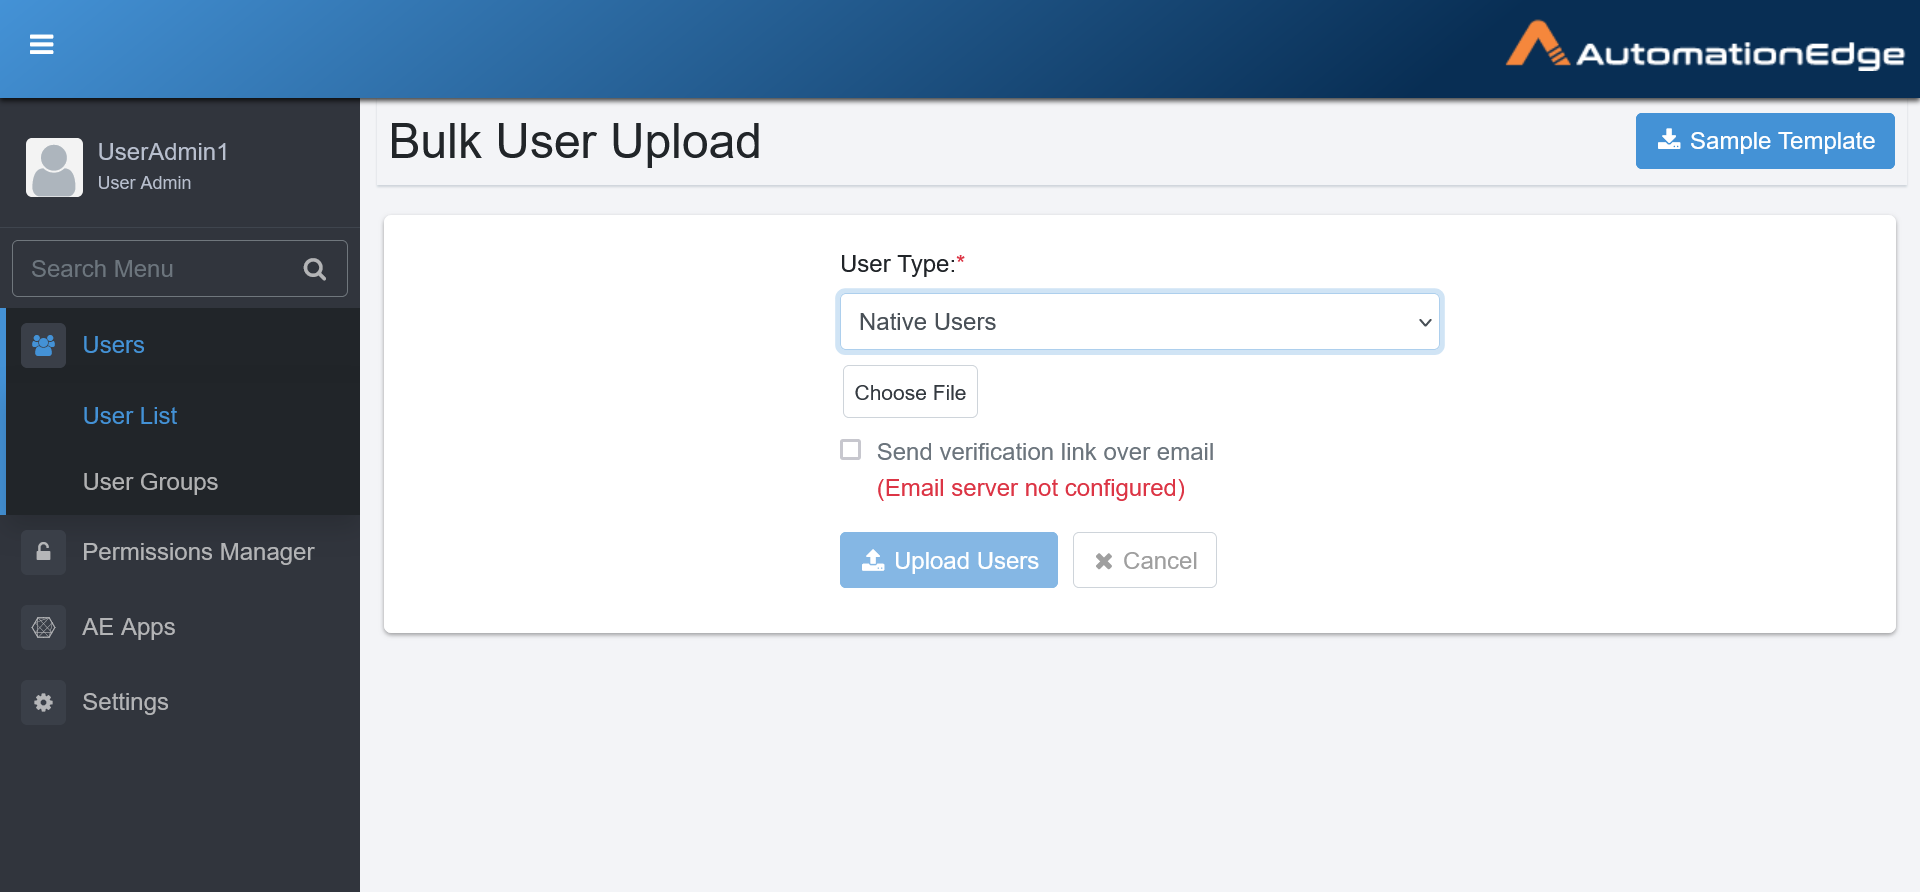 AutomationEdge
UserAdmin1
User Admin
Search Menu
Users
User List
User Groups
Permissions Manager
AE Apps
Settings
Bulk User Upload
Sample Template
User Type:*
Native Users
Choose File
Send verification link over email
(Email server not configured)
Upload Users
Cancel